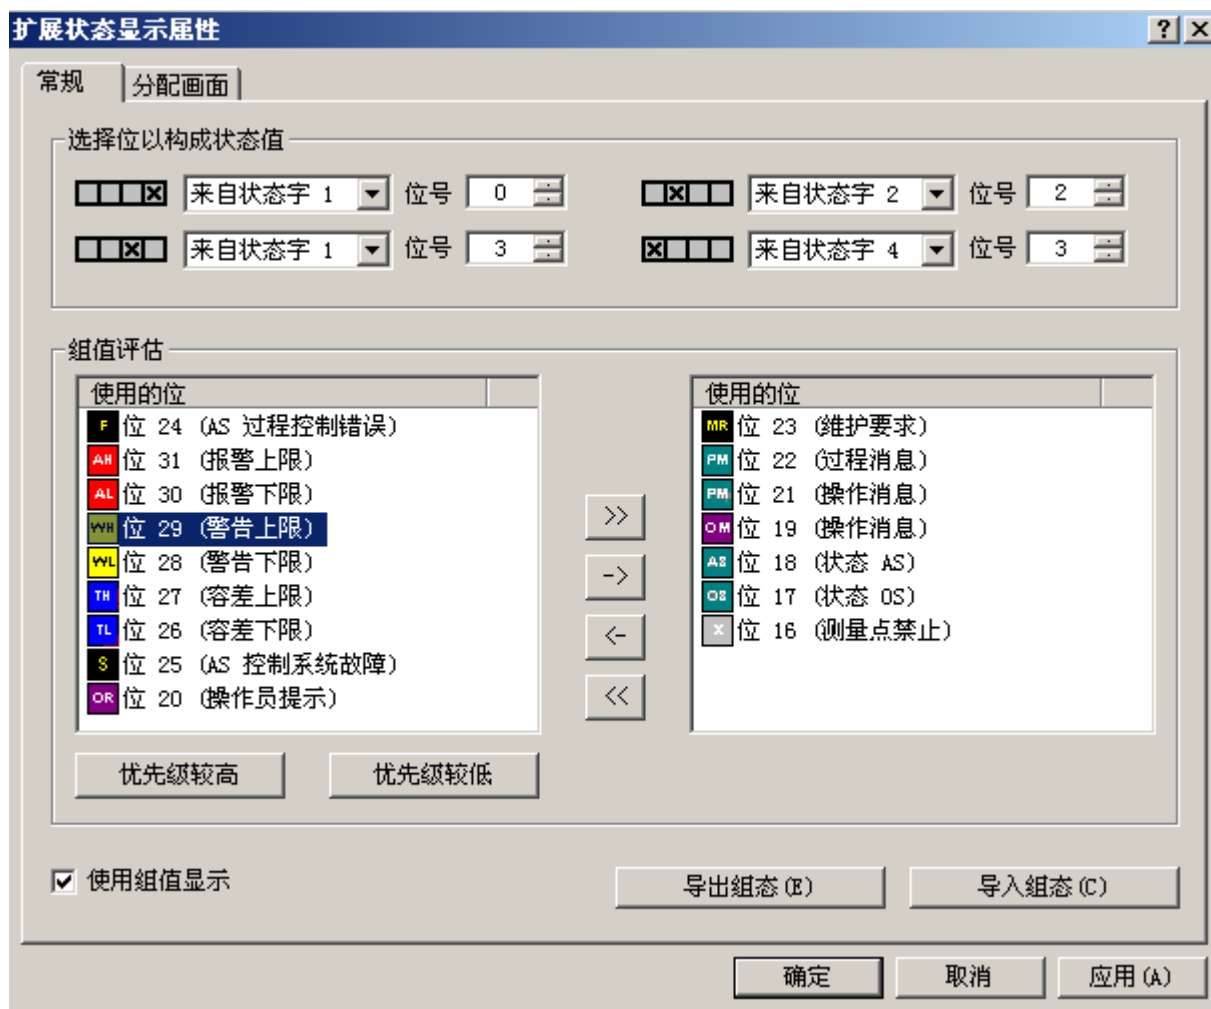 扩展状态显示属性
常规 分配画面
选择位以构成状态值
来自状态字 1 位号 0 来自状态字 2 位号 2
来自状态字 1 位号 3 来自状态字 4 位号 3
组值评估
使用的位 使用的位
F 位 24 (AS 过程控制错误) MR 位 23 (维护要求)
AH 位 31 (报警上限) PM 位 22 (过程消息)
AL 位 30 (报警下限) PM 位 21 (操作消息)
WH 位 29 (警告上限) OM 位 19 (操作消息)
WL 位 28 (警告下限) AS 位 18 (状态 AS)
TH 位 27 (容差上限) OS 位 17 (状态 OS)
TL 位 26 (容差下限) X 位 16 (测量点禁止)
S 位 25 (AS 控制系统故障)
OR 位 20 (操作员提示)
>>
->
<-
<<
优先级较高 优先级较低
使用组值显示 导出组态(E) 导入组态(C)
确定 取消 应用(A)